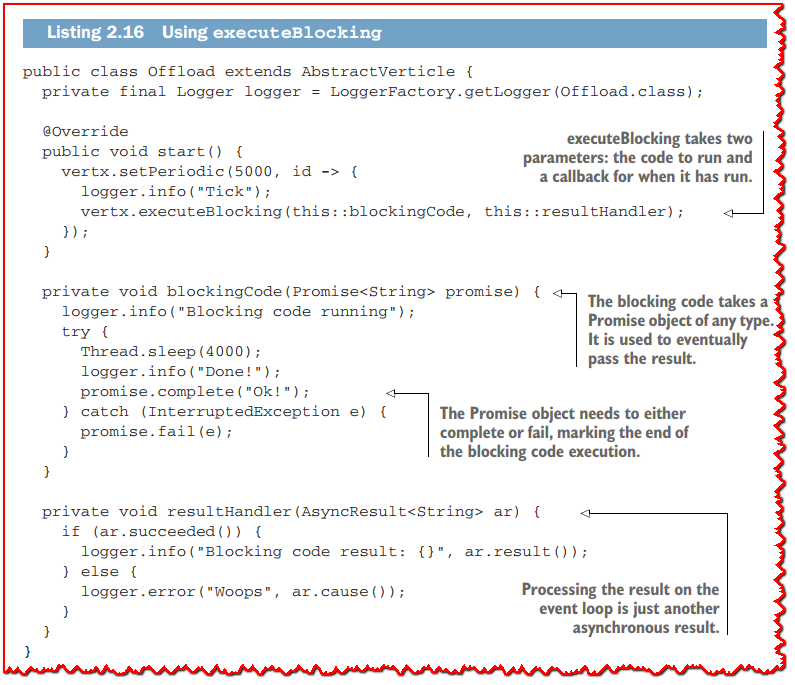 Listing 2.16 Using executeBlocking
public class Offload extends AbstractVerticle {
  private final Logger logger = LoggerFactory.getLogger(Offload.class);
  @Override
  public void start() {
    vertx.setPeriodic(5000, id -> {
      logger.info("Tick");
      vertx.executeBlocking(this::blockingCode, this::resultHandler);
    });
  }
executeBlocking takes two
parameters: the code to run and
a callback for when it has run.
  private void blockingCode(Promise<String> promise) {
    logger.info("Blocking code running");
    try {
      Thread.sleep(4000);
      logger.info("Done!");
      promise.complete("Ok!");
    } catch (InterruptedException e) {
      promise.fail(e);
    }
  }
The blocking code takes a
Promise object of any type.
It is used to eventually
pass the result.
The Promise object needs to either
complete or fail, marking the end of
the blocking code execution.
  private void resultHandler(AsyncResult<String> ar) {
    if (ar.succeeded()) {
      logger.info("Blocking code result: {}", ar.result());
    } else {
      logger.error("Woops", ar.cause());
    }
  }
}
Processing the result on the
event loop is just another
asynchronous result.